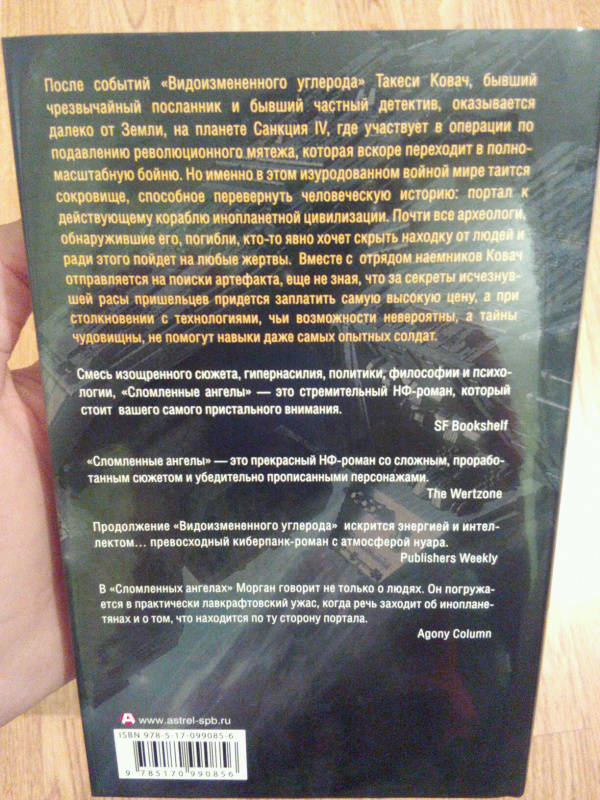 После событий «Видоизмененного углерода» Такеси Ковач, бывший
чрезвычайный посланник и бывший частный детектив, оказывается
далеко от Земли, на планете Санкция IV, где участвует в операции по
подавлению революционного мятежа, которая вскоре переходит в полно-
масштабную бойню. Но именно в этом изуродованном войной мире таится
сокровище, способное перевернуть человеческую историю: портал к
действующему кораблю инопланетной цивилизации. Почти все археологи,
обнаружившие его, погибли, кто-то явно хочет скрыть находку от людей и
ради этого пойдет на любые жертвы. Вместе с отрядом наемников Ковач
отправляется на поиски артефакта, еще не зная, что за секреты исчезнув-
шей расы пришельцев придется заплатить самую высокую цену, а при
столкновении с технологиями, чьи возможности невероятны, а тайны
чудовищны, не помогут навыки даже самых опытных солдат.
Смесь изощренного сюжета, гипернасилия, политики, философии и психо-
логии, «Сломленные ангелы» — это стремительный НФ-роман, который
стоит вашего самого пристального внимания.
SF Bookshelf
«Сломленные ангелы» — это прекрасный НФ-роман со сложным, прорабо-
танным сюжетом и убедительно прописанными персонажами.
The Wertzone
Продолжение «Видоизмененного углерода» искрится энергией и интел-
лектом... превосходный киберпанк-роман с атмосферой нуара.
Publishers Weekly
В «Сломленных ангелах» Морган говорит не только о людях. Он погружа-
ется в практически лавкрафтовский ужас, когда речь заходит об инопланe-
тянах и о том, что находится по ту сторону портала.
Agony Column
www.astrel-spb.ru
ISBN 978-5-17-099085-6
9 785170 990856